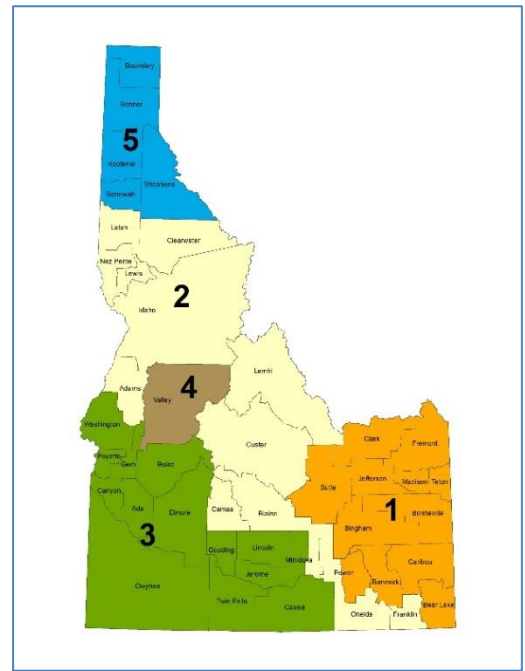 Boundary
Bonner
5
Kootenai
Shoshone
Benewah
Latah
Clearwater
Nez Perce
Lewis
2
Idaho
Lemhi
Adams
4
Valley
Washington
Custer
Clark
Fremont
Payette
Gem
Boise
Butte
Jefferson
Madison
Teton
Canyon
Ada
Elmore
Camas
Blaine
Bonneville
1
Bingham
3
Gooding
Lincoln
Minidoka
Jerome
Power
Caribou
Bannock
Owyhee
Twin Falls
Cassia
Oneida
Franklin
Bear Lake